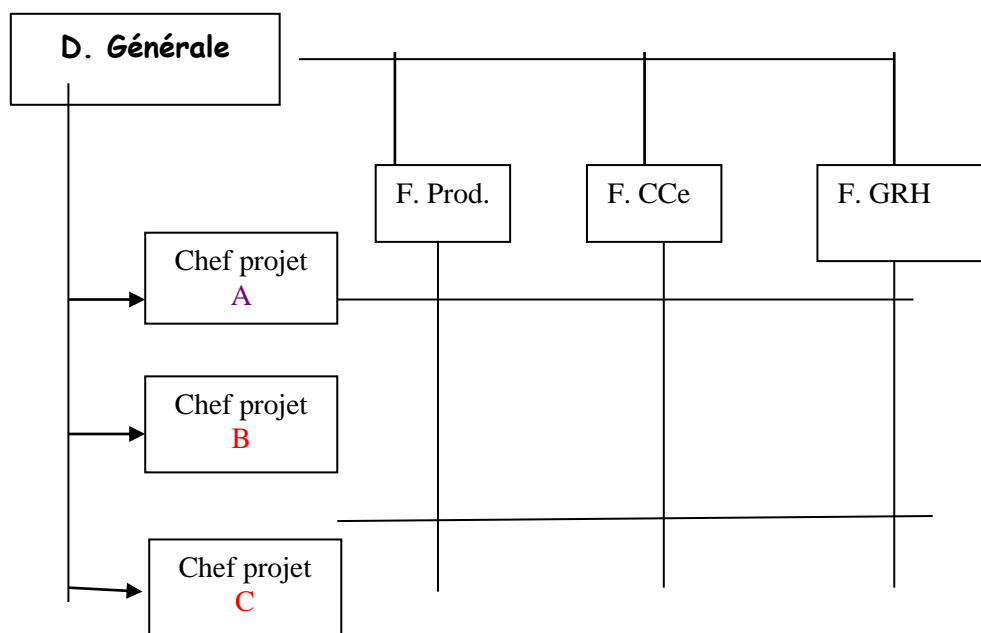 D. Générale
F. Prod.
F. CCe
F. GRH
Chef projet
A
Chef projet
B
Chef projet
C